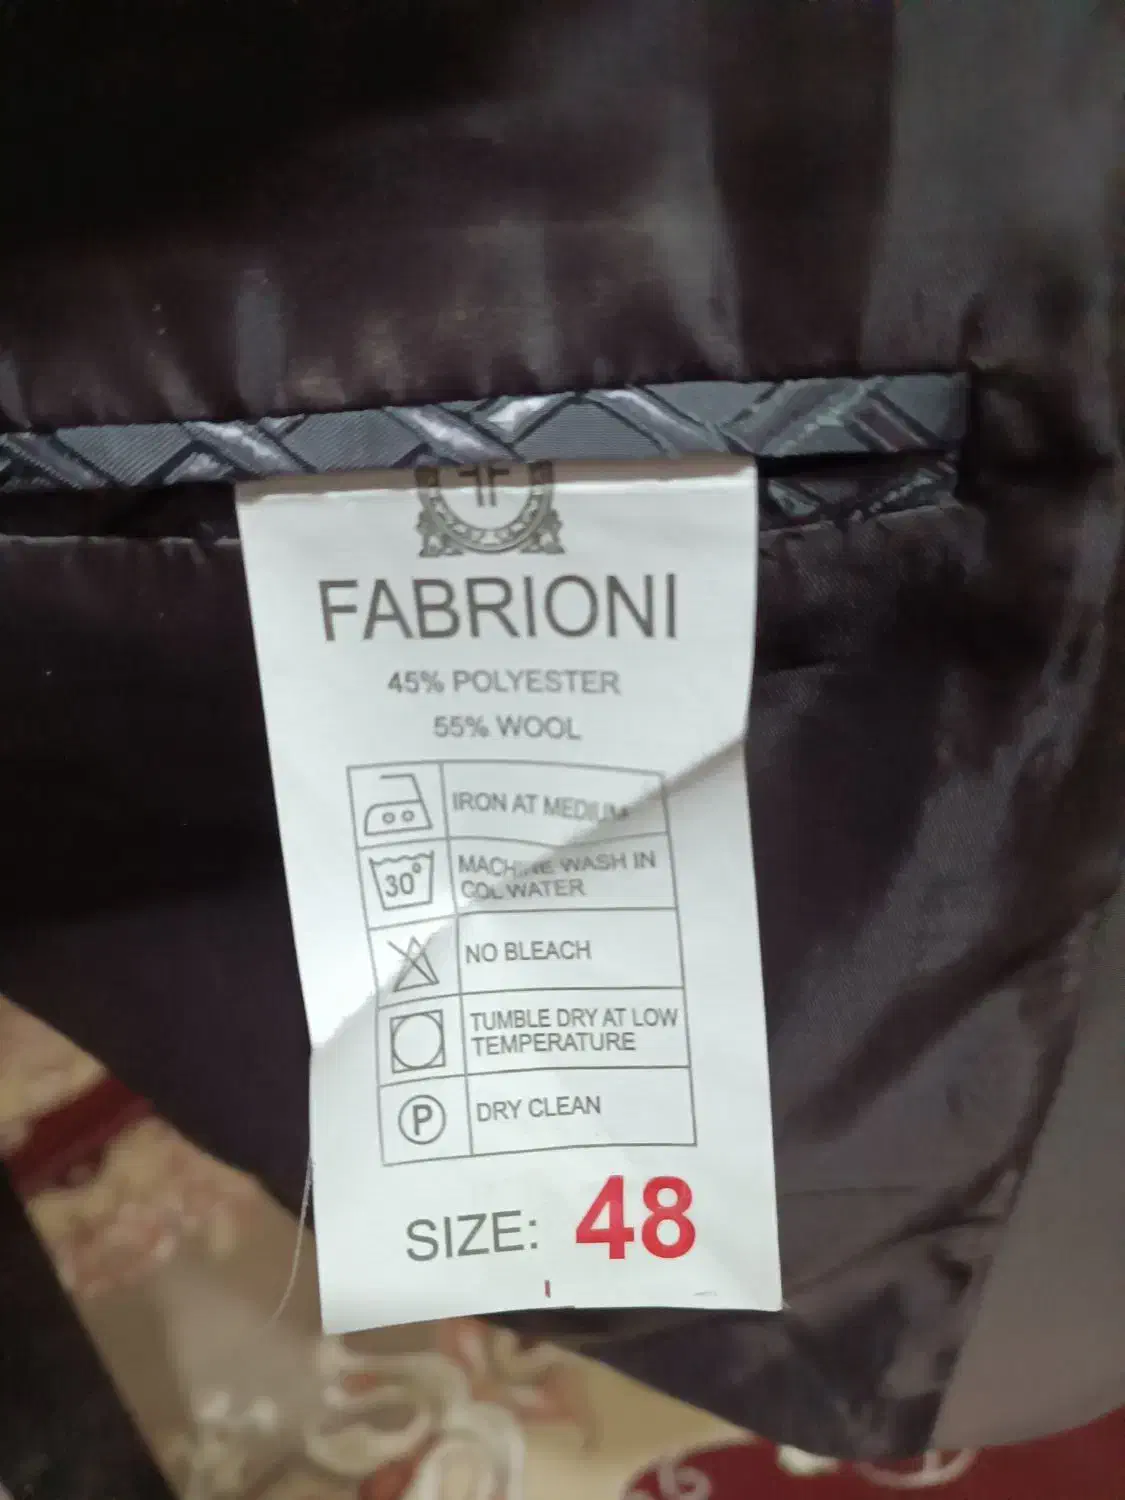 FABRIONI
45% POLYESTER
55% WOOL
IRON AT MEDIUM
30°
MACHINE WASH IN
COL WATER
NO BLEACH
TUMBLE DRY AT LOW
TEMPERATURE
P
DRY CLEAN
SIZE: 48